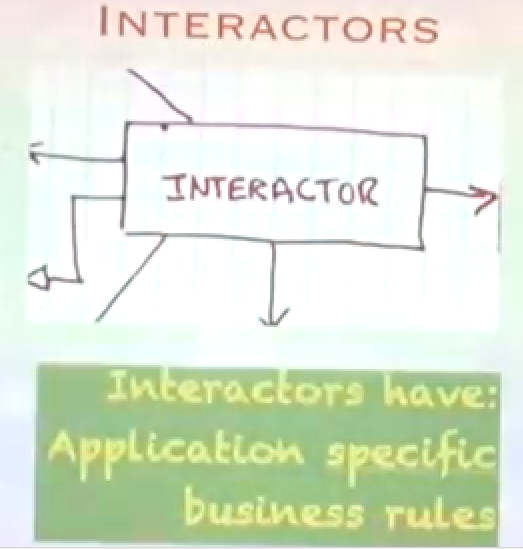 INTERACTORS
INTERACTOR
Interactors have:
Application specific
business rules